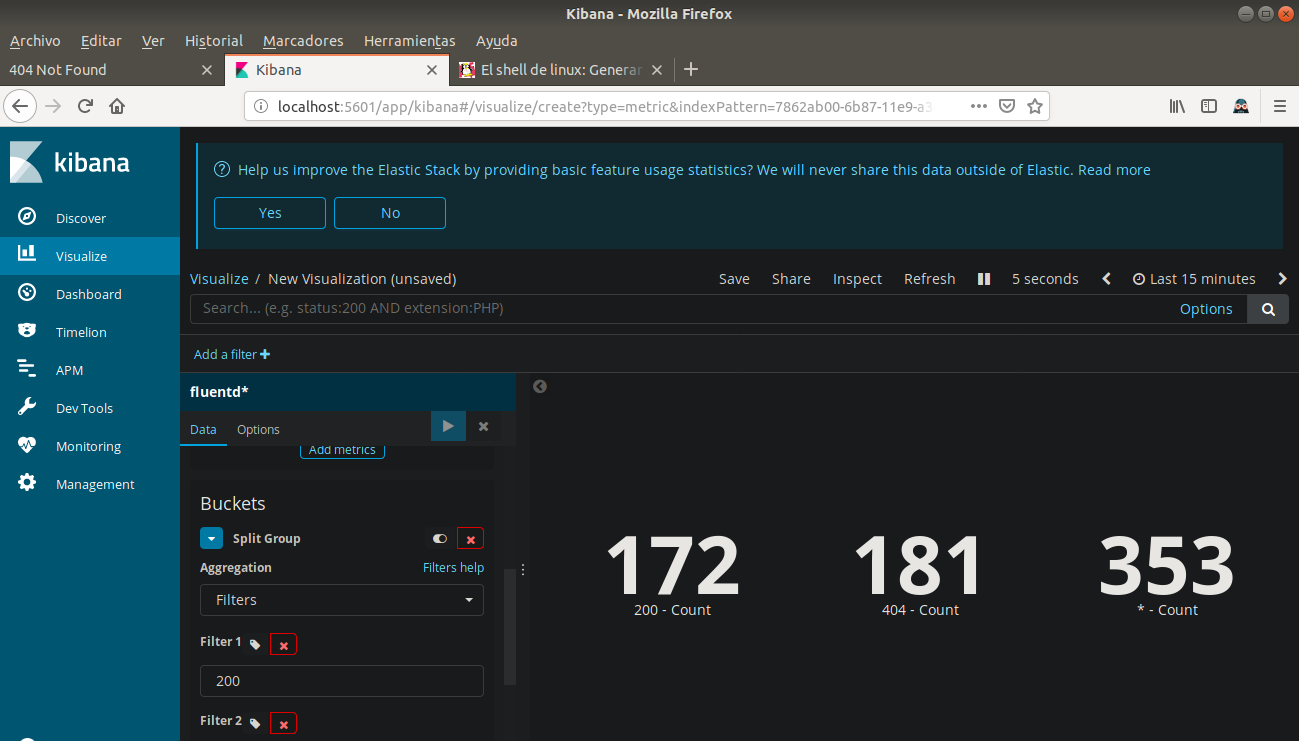 Kibana - Mozilla Firefox
Archivo Editar Ver Historial Marcadores Herramientas Ayuda
404 Not Found
Kibana
El shell de linux: Generar
localhost:5601/app/kibana#/visualize/create?type=metric&indexPattern=7862ab00-6b87-11e9-a3
kibana
Discover
Visualize
Dashboard
Timelion
APM
Dev Tools
Monitoring
Management
Help us improve the Elastic Stack by providing basic feature usage statistics? We will never share this data outside of Elastic. Read more
Yes No
Visualize / New Visualization (unsaved)
Save Share Inspect Refresh 5 seconds Last 15 minutes
Search... (e.g. status:200 AND extension:PHP)
Options
Add a filter
fluentd*
Data Options
Add metrics
Buckets
Split Group
Aggregation Filters help
Filters
Filter 1
200
Filter 2
172
200 - Count
181
404 - Count
353
* - Count